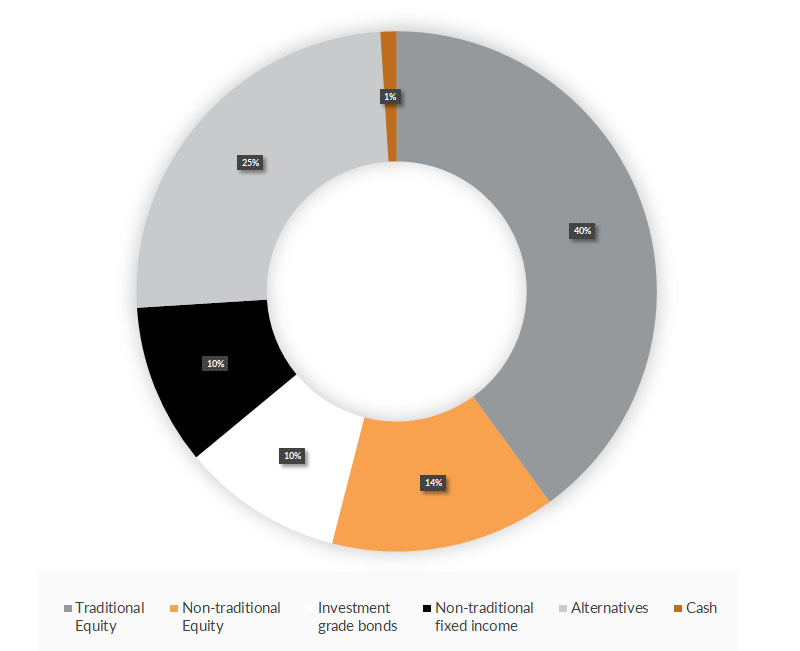 1%
25%
40%
10%
10%
14%
Traditional Equity
Non-traditional Equity
Investment grade bonds
Non-traditional fixed income
Alternatives
Cash